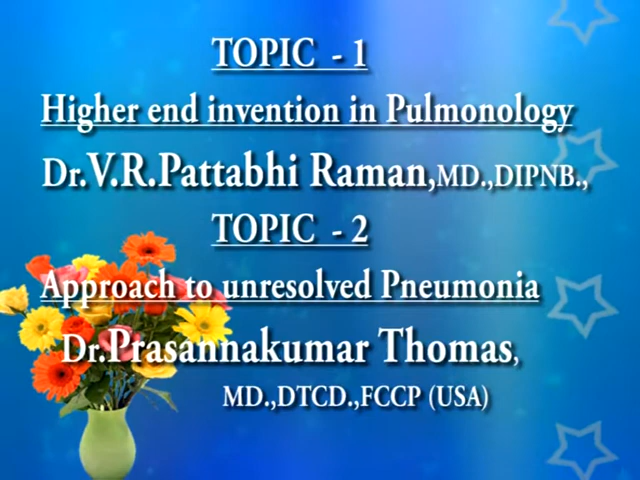 TOPIC - 1
Higher end invention in Pulmonology
Dr.V.R.Pattabhi Raman,MD.,DIPNB.,
TOPIC - 2
Approach to unresolved Pneumonia
Dr.Prasannakumar Thomas,
MD.,DTCD.,FCCP (USA)